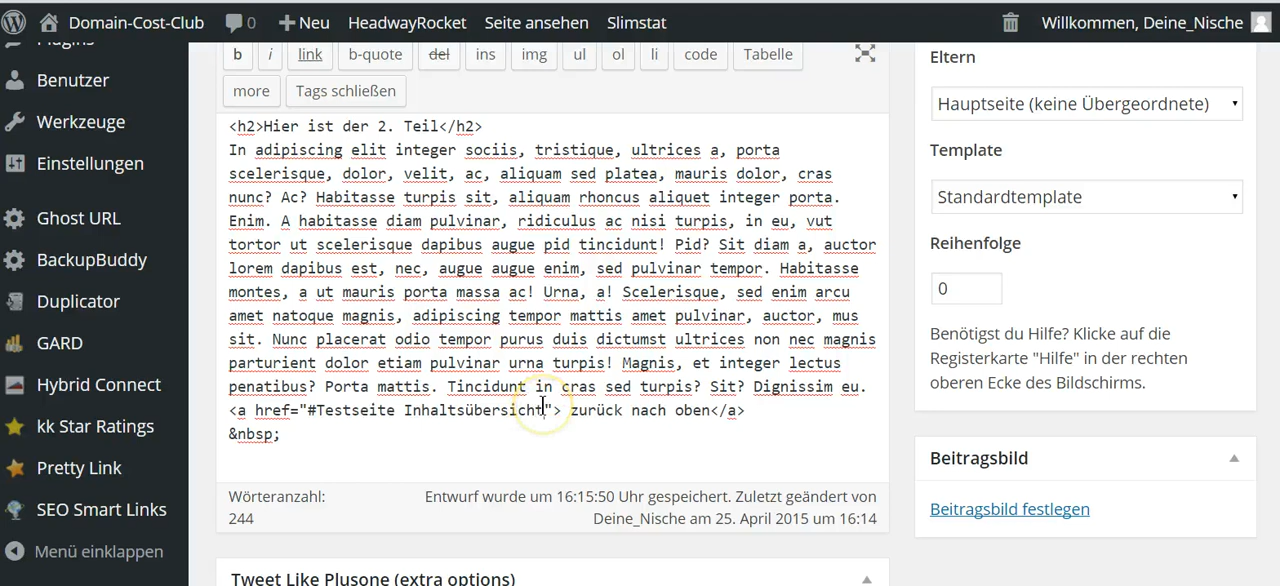 Domain-Cost-Club 0 Neu HeadwayRocket Seite ansehen Slimstat Willkommen, Deine_Nische
Plugins
Benutzer
Werkzeuge
Einstellungen
Ghost URL
BackupBuddy
Duplicator
GARD
Hybrid Connect
kk Star Ratings
Pretty Link
SEO Smart Links
Menü einklappen
b i link b-quote del ins img ul ol li code Tabelle
more Tags schließen
<h2>Hier ist der 2. Teil</h2>
In adipiscing elit integer sociis, tristique, ultrices a, porta
scelerisque, dolor, velit, ac, aliquam sed platea, mauris dolor, cras
nunc? Ac? Habitasse turpis sit, aliquam rhoncus aliquet integer porta.
Enim. A habitasse diam pulvinar, ridiculus ac nisi turpis, in eu, vut
tortor ut scelerisque dapibus augue pid tincidunt! Pid? Sit diam a, auctor
lorem dapibus est, nec, augue augue enim, sed pulvinar tempor. Habitasse
montes, a ut mauris porta massa ac! Urna, a! Scelerisque, sed enim arcu
amet natoque magnis, adipiscing tempor mattis amet pulvinar, auctor, mus
sit. Nunc placerat odio tempor purus duis dictumst ultrices non nec magnis
parturient dolor etiam pulvinar urna turpis! Magnis, et integer lectus
penatibus? Porta mattis. Tincidunt in cras sed turpis? Sit? Dignissim eu.
<a href="#Testseite Inhaltsübersicht"> zurück nach oben</a>
&nbsp;
Wörteranzahl:
244
Entwurf wurde um 16:15:50 Uhr gespeichert. Zuletzt geändert von
Deine_Nische am 25. April 2015 um 16:14
Tweet Like Plusone (extra options)
Eltern
Hauptseite (keine Übergeordnete)
Template
Standardtemplate
Reihenfolge
0
Benötigst du Hilfe? Klicke auf die
Registerkarte "Hilfe" in der rechten
oberen Ecke des Bildschirms.
Beitragsbild
Beitragsbild festlegen